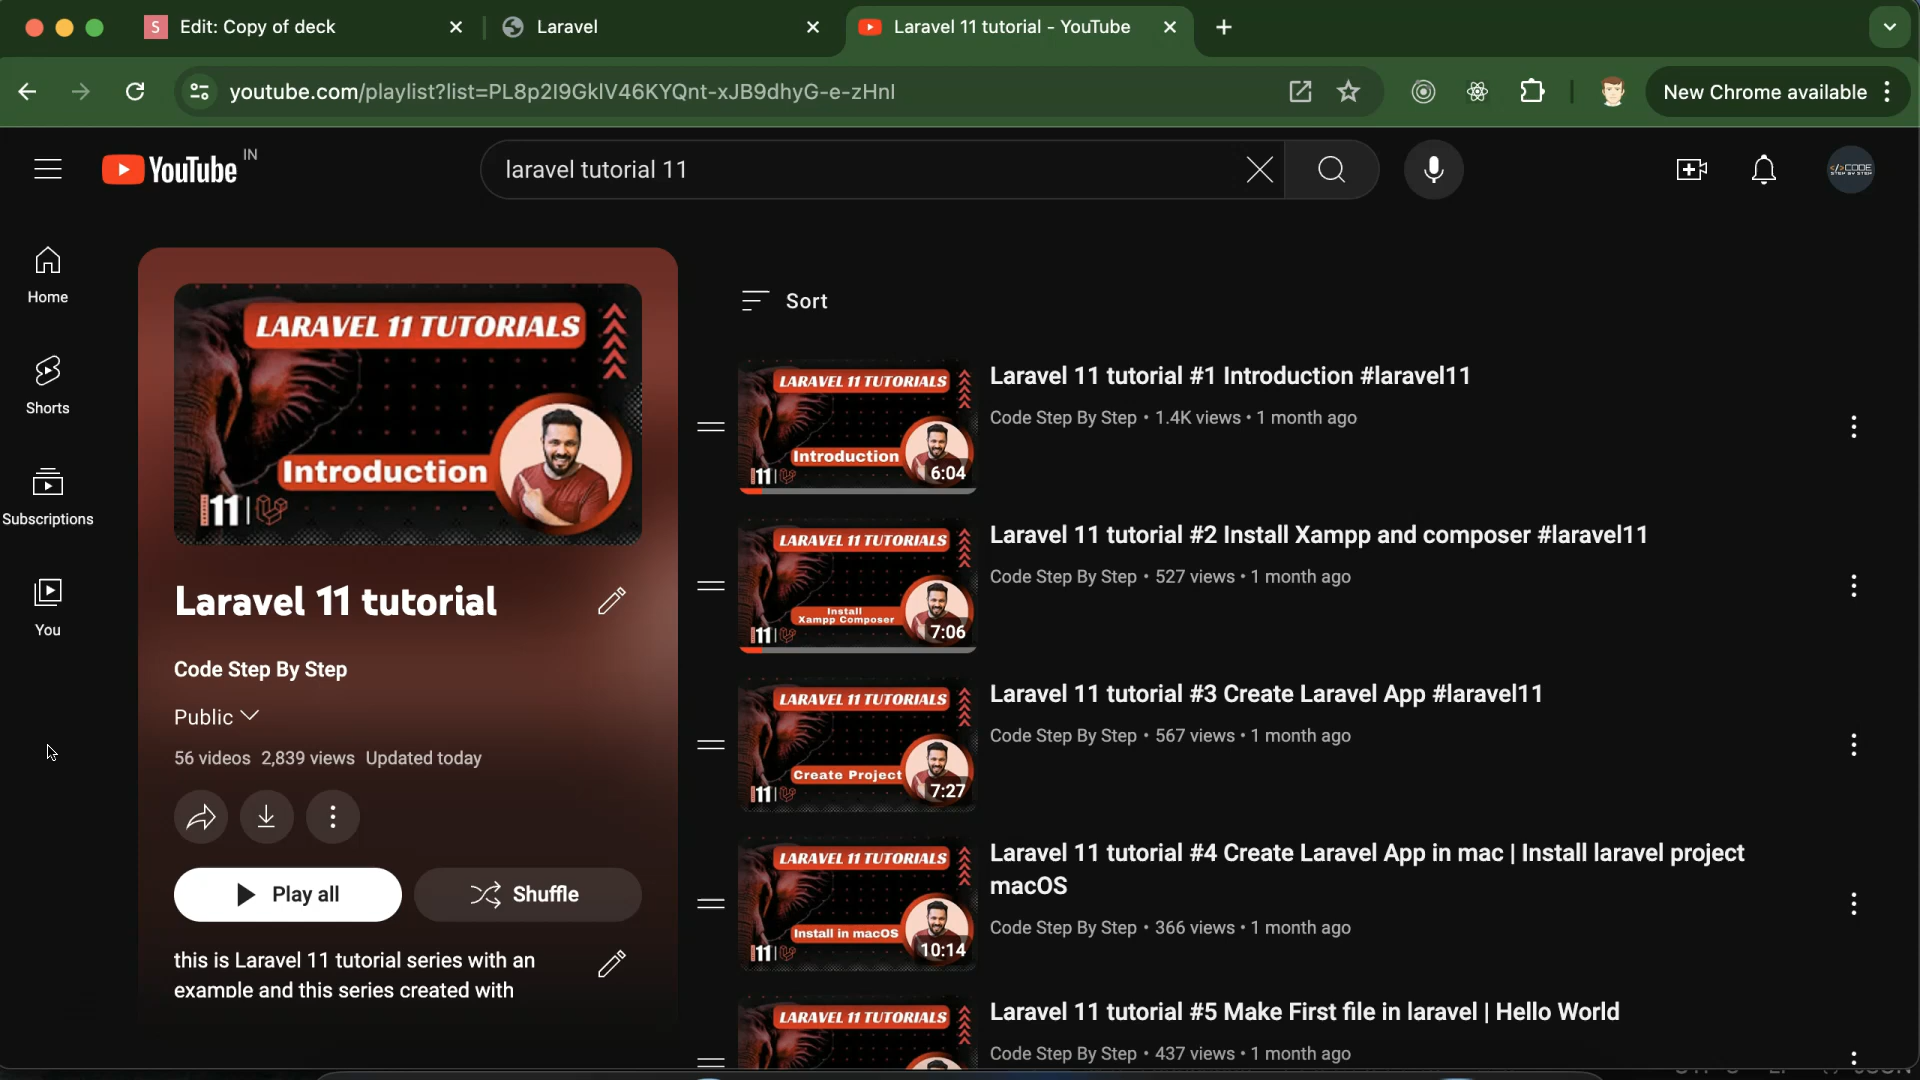 S Edit: Copy of deck
Laravel
Laravel 11 tutorial - YouTube
youtube.com/playlist?list=PL8p2I9GklV46KYQnt-xJB9dhyG-e-zHnl
New Chrome available
YouTube IN
laravel tutorial 11
</>CODE
STEP BY STEP
Home
Shorts
Subscriptions
You
LARAVEL 11 TUTORIALS
Introduction
11
Laravel 11 tutorial
Code Step By Step
Public
56 videos 2,839 views Updated today
Play all
Shuffle
this is Laravel 11 tutorial series with an
example and this series created with
Sort
LARAVEL 11 TUTORIALS
Introduction
11
6:04
Laravel 11 tutorial #1 Introduction #laravel11
Code Step By Step • 1.4K views • 1 month ago
LARAVEL 11 TUTORIALS
Install
Xampp Composer
11
7:06
Laravel 11 tutorial #2 Install Xampp and composer #laravel11
Code Step By Step • 527 views • 1 month ago
LARAVEL 11 TUTORIALS
Create Project
11
7:27
Laravel 11 tutorial #3 Create Laravel App #laravel11
Code Step By Step • 567 views • 1 month ago
LARAVEL 11 TUTORIALS
Install in macOS
11
10:14
Laravel 11 tutorial #4 Create Laravel App in mac | Install laravel project
macOS
Code Step By Step • 366 views • 1 month ago
LARAVEL 11 TUTORIALS
Laravel 11 tutorial #5 Make First file in laravel | Hello World
Code Step By Step • 437 views • 1 month ago